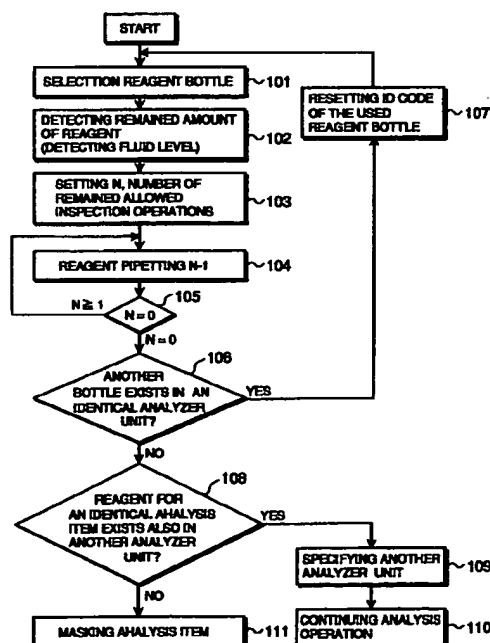 START
SELECTTION REAGENT BOTTLE
101
DETECTING REMAINED AMOUNT
OF REAGENT
(DETECTING FLUID LEVEL)
102
SETTING N, NUMBER OF
REMAINED ALLOWED
INSPECTION OPERATIONS
103
REAGENT PIPETTING N-1
104
105
N ≧ 1
N = 0
N = 0
106
ANOTHER
BOTTLE EXISTS IN AN
IDENTICAL ANALYZER
UNIT?
YES
RESETTING ID CODE
OF THE USED
REAGENT BOTTLE
107
NO
108
REAGENT FOR
AN IDENTICAL ANALYSIS
ITEM EXISTS ALSO IN
ANOTHER ANALYZER
UNIT?
YES
SPECIFYING ANOTHER
ANALYZER UNIT
109
CONTINUING ANALYSIS
OPERATION
110
NO
MASKING AHALYSIS ITEM
111